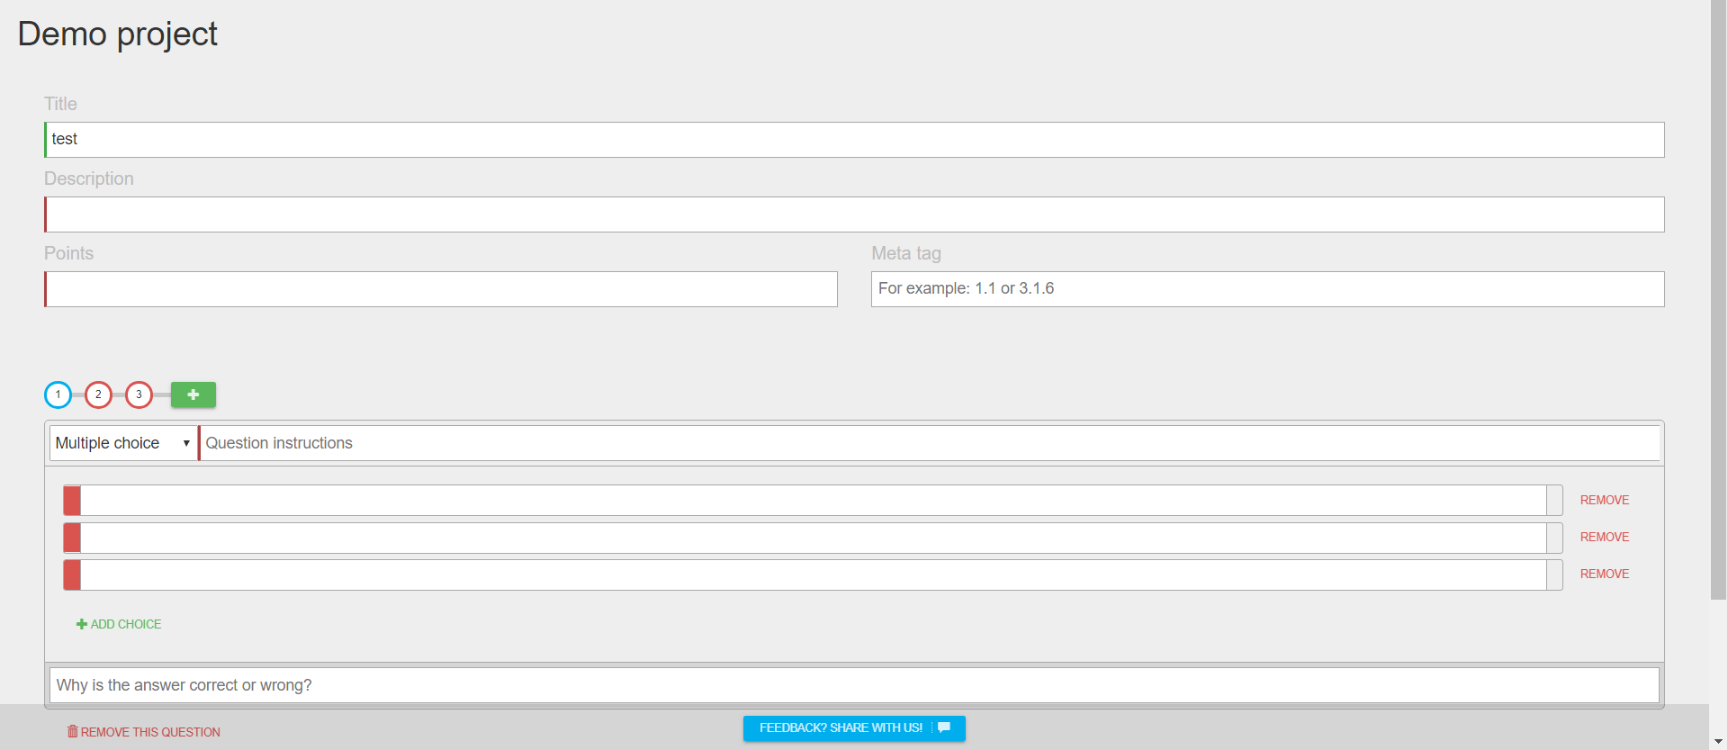 Demo project
Title
test
Description
Points Meta tag
For example: 1.1 or 3.1.6
1 2 3
Multiple choice Question instructions
REMOVE
REMOVE
REMOVE
ADD CHOICE
Why is the answer correct or wrong?
REMOVE THIS QUESTION FEEDBACK? SHARE WITH US!